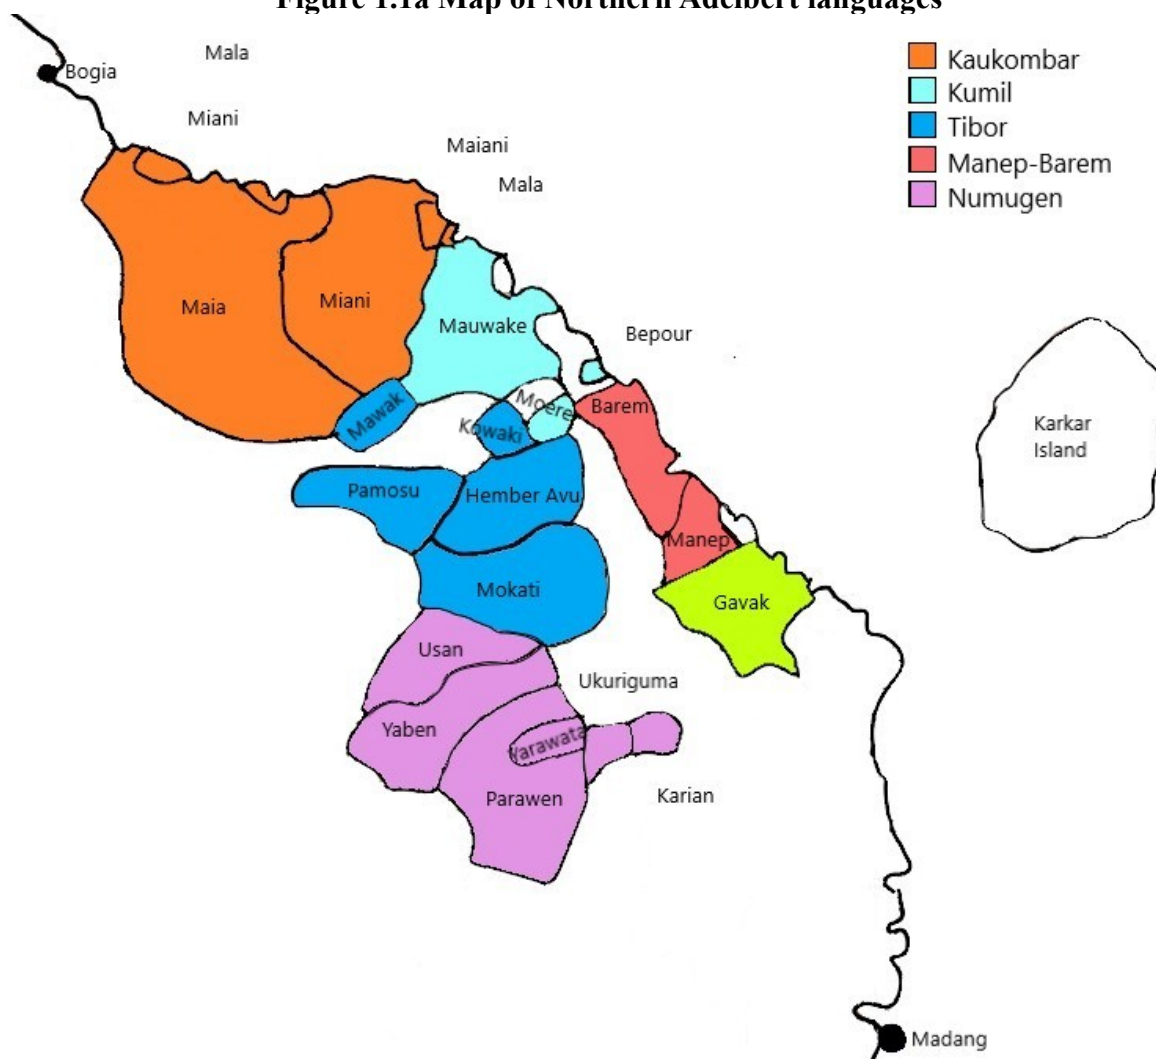 Figure 1.1a Map of Northern Adelbert languages
Mala
Bogia
Miani
Maiani
Mala
Kaukombar
Kumil
Tibor
Manep-Barem
Numugen
Maia
Miani
Mauwake
Bepour
Mawak
Moere
Barem
Kowaki
Karkar
Island
Pamosu
Hember Avu
Manep
Mokati
Gavak
Usan
Ukuriguma
Yaben
Yarawata
Parawen
Karian
Madang